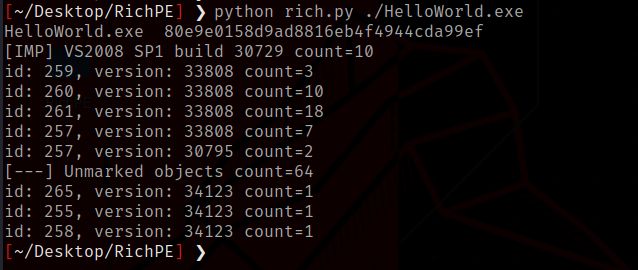 [~/Desktop/RichPE] ❯ python rich.py ./HelloWorld.exe
HelloWorld.exe  80e9e0158d9ad8816eb4f4944cda99ef
[IMP] VS2008 SP1 build 30729 count=10
id: 259, version: 33808 count=3
id: 260, version: 33808 count=10
id: 261, version: 33808 count=18
id: 257, version: 33808 count=7
id: 257, version: 30795 count=2
[---] Unmarked objects count=64
id: 265, version: 34123 count=1
id: 255, version: 34123 count=1
id: 258, version: 34123 count=1
[~/Desktop/RichPE] ❯